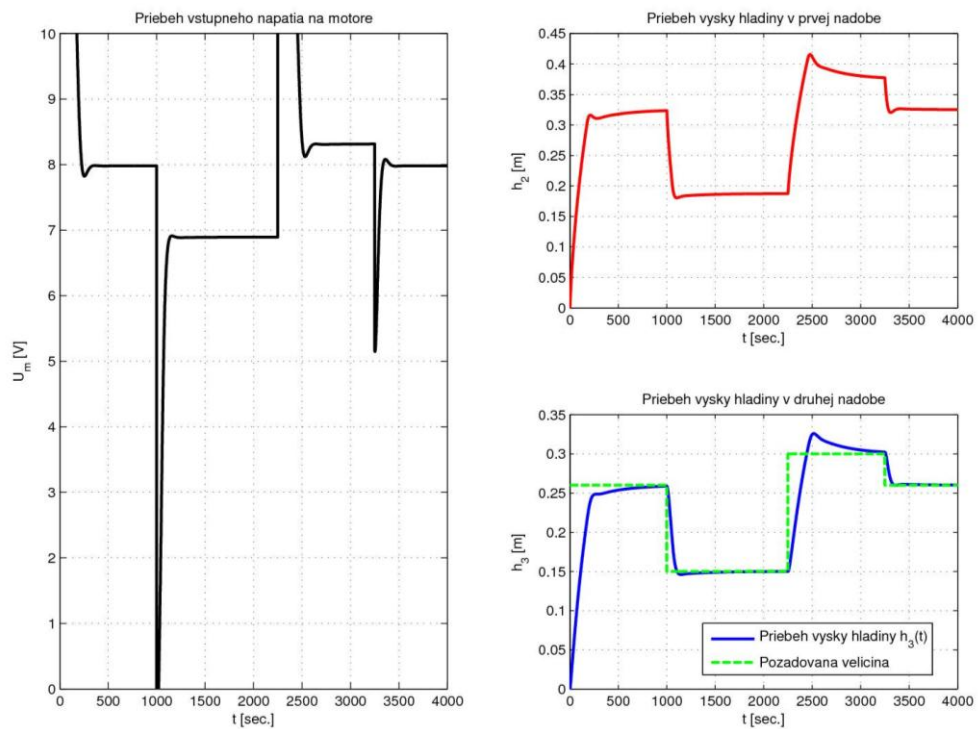 Priebeh vstupneho napatia na motore
10
9
8
7
6
5
4
3
2
1
0
U_m [V]
0 500 1000 1500 2000 2500 3000 3500 4000
t [sec.]
Priebeh vysky hladiny v prvej nadobe
0.45
0.4
0.35
0.3
0.25
0.2
0.15
0.1
0.05
0
h_2 [m]
0 500 1000 1500 2000 2500 3000 3500 4000
t [sec.]
Priebeh vysky hladiny v druhej nadobe
0.35
0.3
0.25
0.2
0.15
0.1
0.05
0
h_3 [m]
Priebeh vysky hladiny h_3(t)
Pozadovana velicina
0 500 1000 1500 2000 2500 3000 3500 4000
t [sec.]